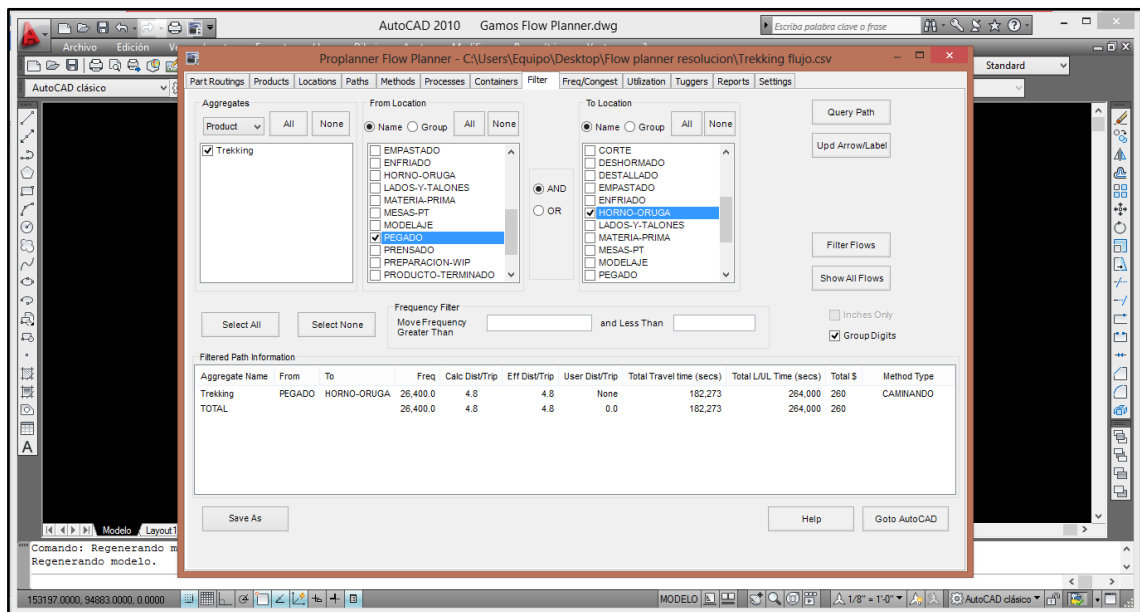 AutoCAD 2010 Gamos Flow Planner.dwg
Escriba palabra clave o frase
Archivo Edición
Proplanner Flow Planner - C:\Users\Equipo\Desktop\Flow planner resolucion\Trekking flujo.csv
Standard
AutoCAD clásico
Part Routings Products Locations Paths Methods Processes Containers Filter Freq/Congest Utilization Tuggers Reports Settings
Aggregates
Product All None
Trekking
From Location
Name Group All None
EMPASTADO
ENFRIADO
HORNO-ORUGA
LADOS-Y-TALONES
MATERIA-PRIMA
MESAS-PT
MODELAJE
PEGADO
PRENSADO
PREPARACION-WIP
PRODUCTO-TERMINADO
AND
OR
To Location
Name Group All None
CORTE
DESHORMADO
DESTALLADO
EMPASTADO
ENFRIADO
HORNO-ORUGA
LADOS-Y-TALONES
MATERIA-PRIMA
MESAS-PT
MODELAJE
PEGADO
Query Path
Upd Arrow/Label
Filter Flows
Show All Flows
Inches Only
Group Digits
Select All Select None
Frequency Filter
Move Frequency
Greater Than
and Less Than
Filtered Path Information
Aggregate Name From To Freq Calc Dist/Trip Eff Dist/Trip User Dist/Trip Total Travel time (secs) Total L/UL Time (secs) Total $ Method Type
Trekking PEGADO HORNO-ORUGA 26,400.0 4.8 4.8 None 182,273 264,000 260 CAMINANDO
TOTAL 26,400.0 4.8 4.8 0.0 182,273 264,000 260
Save As Help Goto AutoCAD
Modelo Layout1
Comando: Regenerando m
Regenerando modelo.
153197.0000, 94883.0000, 0.0000 MODELO 1/8" = 1'-0" AutoCAD clásico